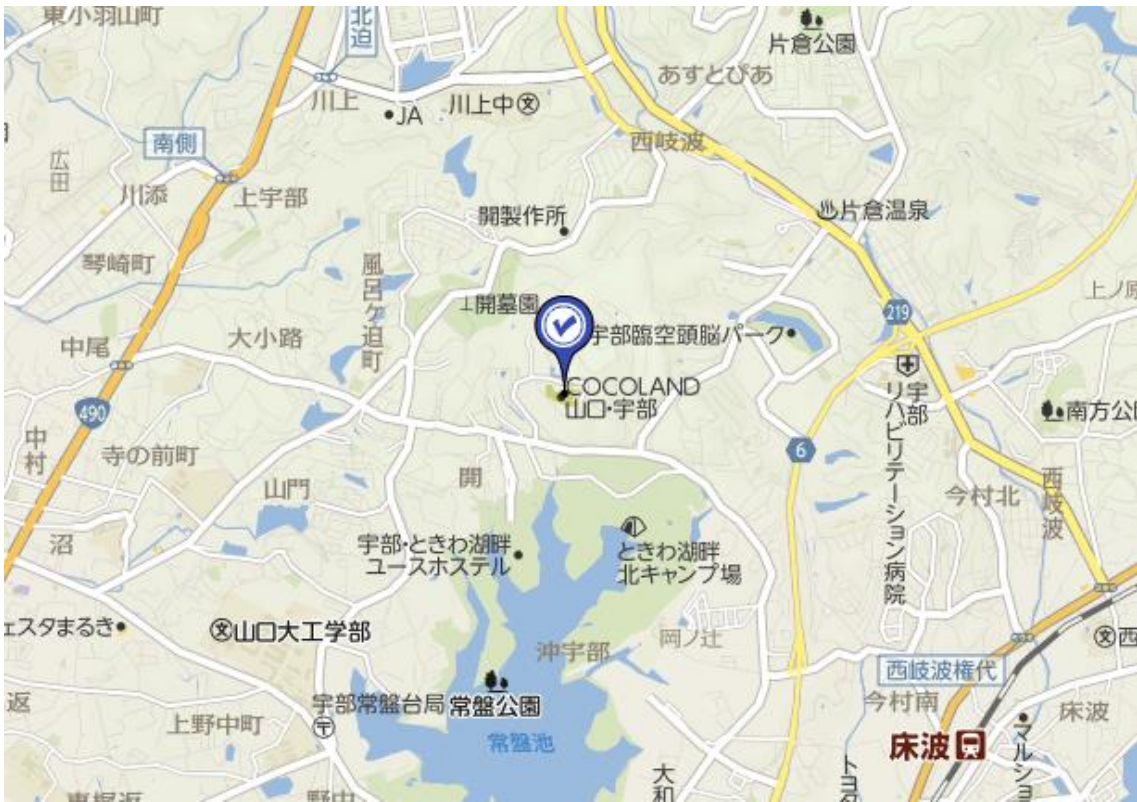 東小羽山町
北迫
片倉公園
あすとぴあ
川上
JA
川上中
西岐波
南側
広田
川添
上宇部
開製作所
片倉温泉
琴崎町
風呂ヶ迫町
開墓園
上ノ原
219
宇部臨空頭脳パーク
大小路
中尾
COCOLAND
山口・宇部
宇部
リハビリテーション病院
南方公
490
中村
寺の前町
開
6
山門
今村北
西岐波
沼
宇部・ときわ湖畔
ユースホステル
ときわ湖畔
北キャンプ場
ェスタまるき
文山口大工学部
沖宇部
岡ノ辻
文西
西岐波権代
返
上野中町
宇部常盤台局
常盤公園
常盤池
今村南
床波
床波
マルショ
トヨタ
大和
東梶返
野中